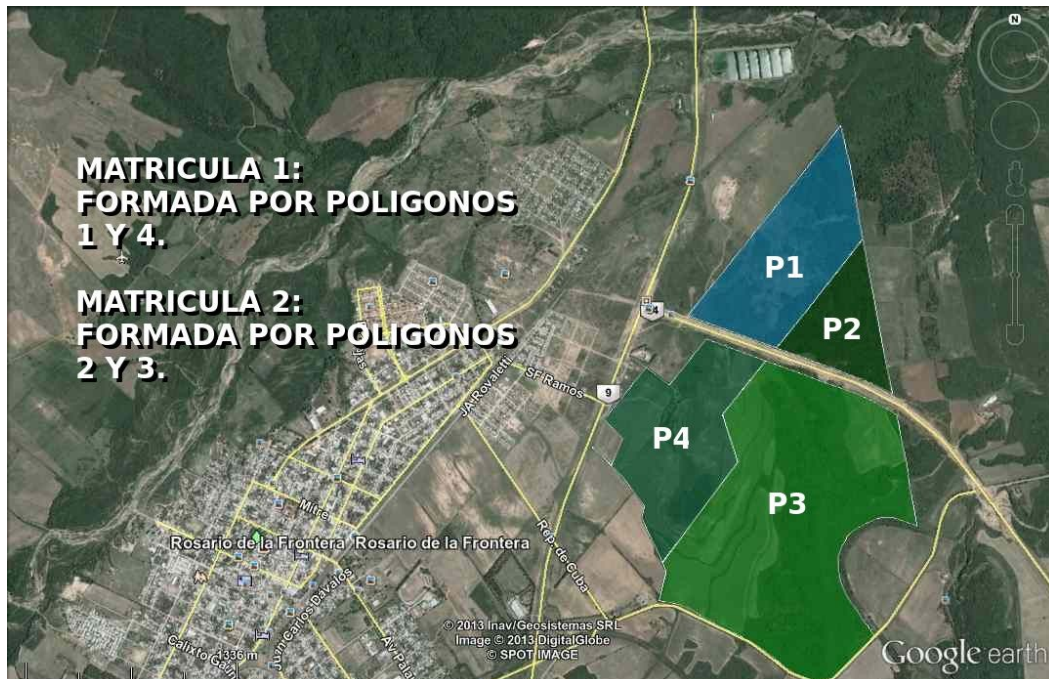 N
MATRICULA 1:
FORMADA POR POLIGONOS
1 Y 4.
MATRICULA 2:
FORMADA POR POLIGONOS
2 Y 3.
P1
P2
P3
P4
9
SF Ramos
JA Rovaletti
Mitre
Rosario de la Frontera
Rosario de la Frontera
Rep. de Cuba
Juan Carlos Davalos
1336 m
© 2013 Inav/Geosistemas SRL
Image © 2013 DigitalGlobe
© SPOT IMAGE
Google earth